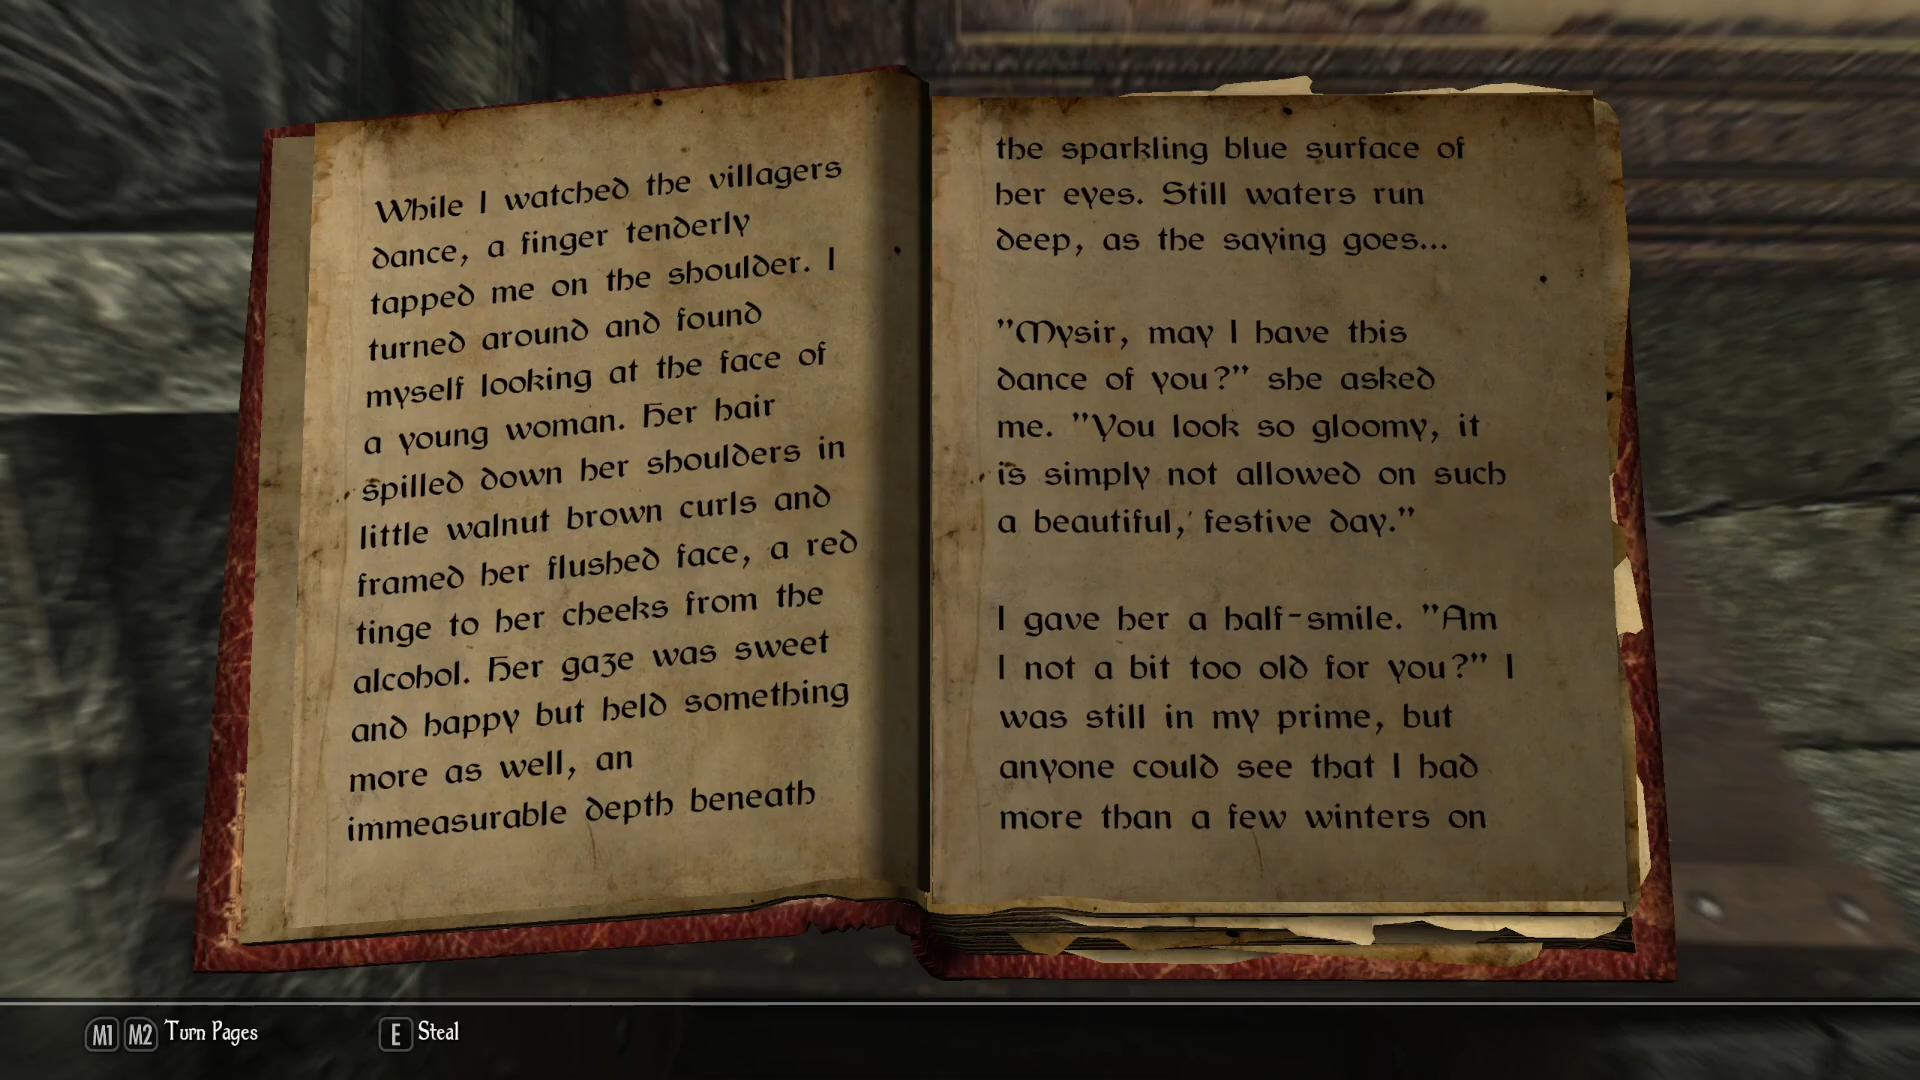 While I watched the villagers
dance, a finger tenderly
tapped me on the shoulder. I
turned around and found
myself looking at the face of
a young woman. Her hair
spilled down her shoulders in
little walnut brown curls and
framed her flushed face, a red
tinge to her cheeks from the
alcohol. Her gaze was sweet
and happy but held something
more as well, an
immeasurable depth beneath
the sparkling blue surface of
her eyes. Still waters run
deep, as the saying goes...
"Mysir, may I have this
dance of you?" she asked
me. "You look so gloomy, it
is simply not allowed on such
a beautiful, festive day."
I gave her a half-smile. "Am
I not a bit too old for you?" I
was still in my prime, but
anyone could see that I had
more than a few winters on
M1 M2 Turn Pages
E Steal